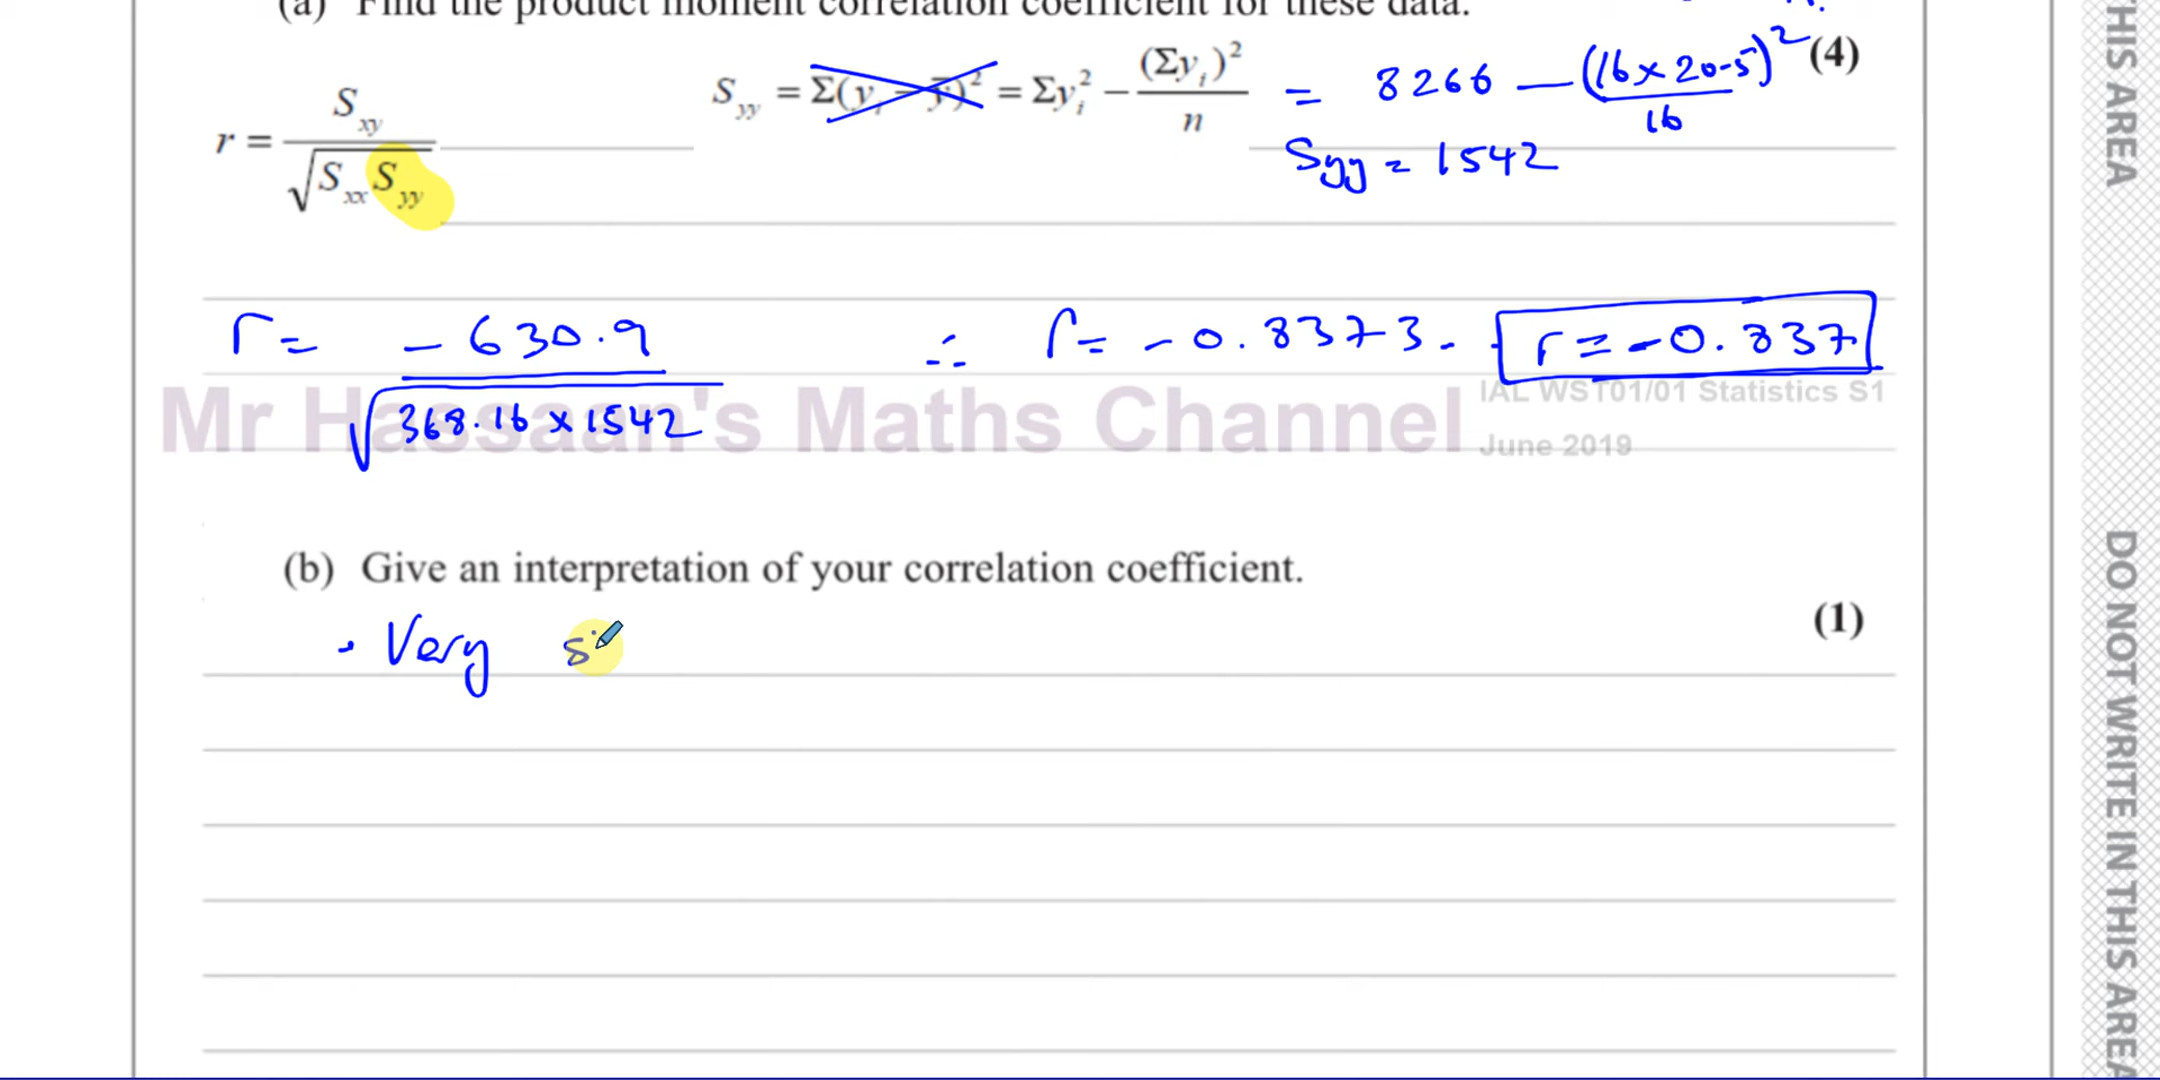 (a) Find the product moment correlation coefficient for these data.
(4)
r = Sxy / √(Sxx Syy)
Syy = Σ(yi − ȳ)² = Σyi² − (Σyi)² / n = 8266 − (16 × 20.5)² / 16
Syy = 1542
r = −630.9 / √(368.16 × 1542) ∴ r = −0.8373.. r = −0.837
Mr Hassaan's Maths Channel
IAL WST01/01 Statistics S1
June 2019
(b) Give an interpretation of your correlation coefficient.
(1)
• Very
THIS AREA
DO NOT WRITE IN THIS AREA